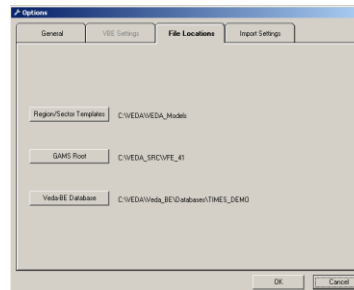 Options
General
VBE Settings
File Locations
Import Settings
Region/Sector Templates
C:\VEDA\VEDA_Models
GAMS Root
C:\VEDA_SRC\VFE_41
Veda-BE Database
C:\VEDA\Veda_BE\Databases\TIMES_DEMO
OK
Cancel